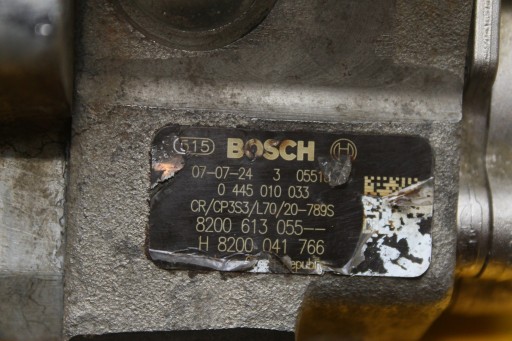 515 BOSCH H
07-07-24 3 05518
0 445 010 033
CR/CP3S3/L70/20-789S
8200 613 055--
H 8200 041 766